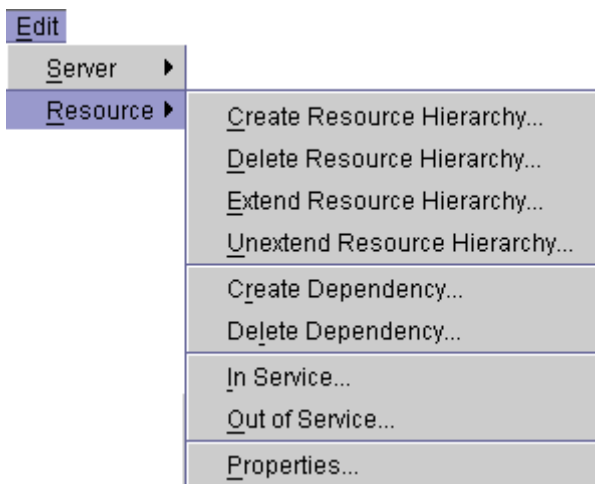 Edit
Server
Resource
Create Resource Hierarchy...
Delete Resource Hierarchy...
Extend Resource Hierarchy...
Unextend Resource Hierarchy...
Create Dependency...
Delete Dependency...
In Service...
Out of Service...
Properties...